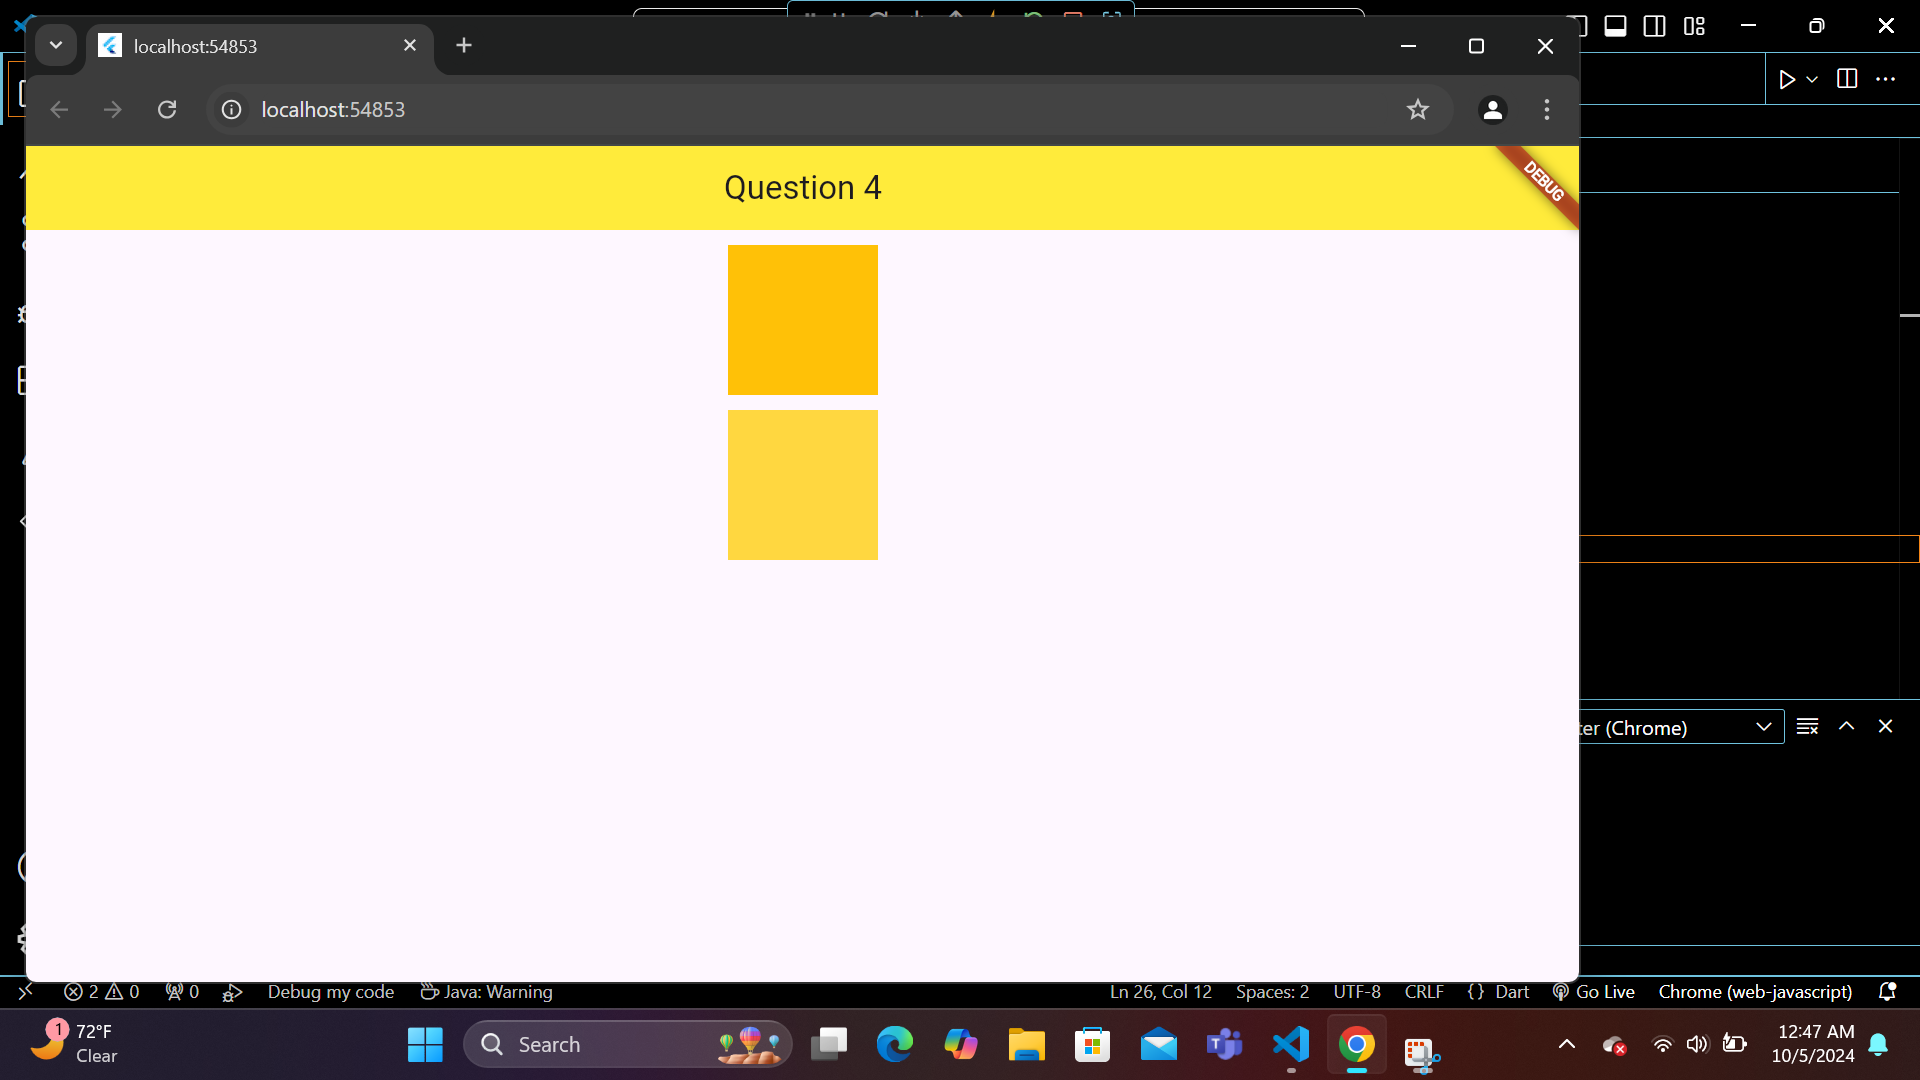 localhost:54853
localhost:54853
Question 4
DEBUG
ter (Chrome)
2 0 0 Debug my code Java: Warning Ln 26, Col 12 Spaces: 2 UTF-8 CRLF {} Dart Go Live Chrome (web-javascript)
1 72°F
Clear
Search
12:47 AM
10/5/2024